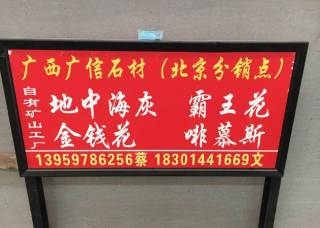 广西广信石材（北京分销点）
自有矿山工厂
地中海灰 霸王花
金钱花 啡慕斯
13959786256蔡 18301441669文